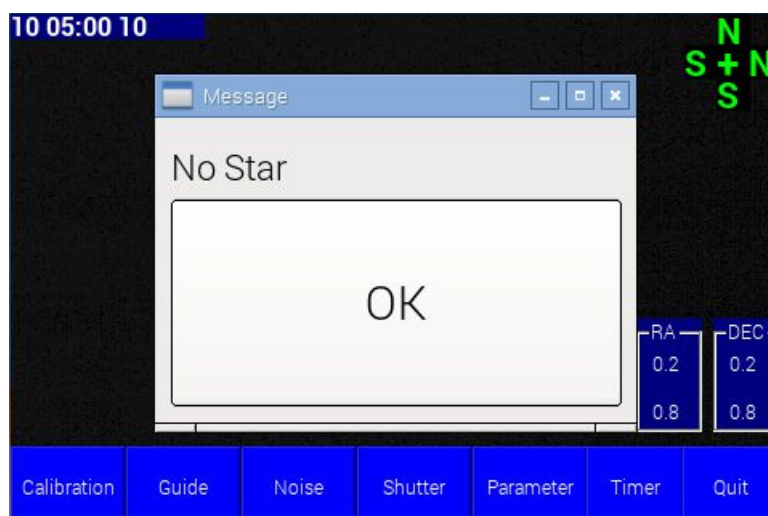 10 05:00 10
N
S + N
S
Message
No Star
OK
RA
0.2
0.8
DEC
0.2
0.8
Calibration
Guide
Noise
Shutter
Parameter
Timer
Quit